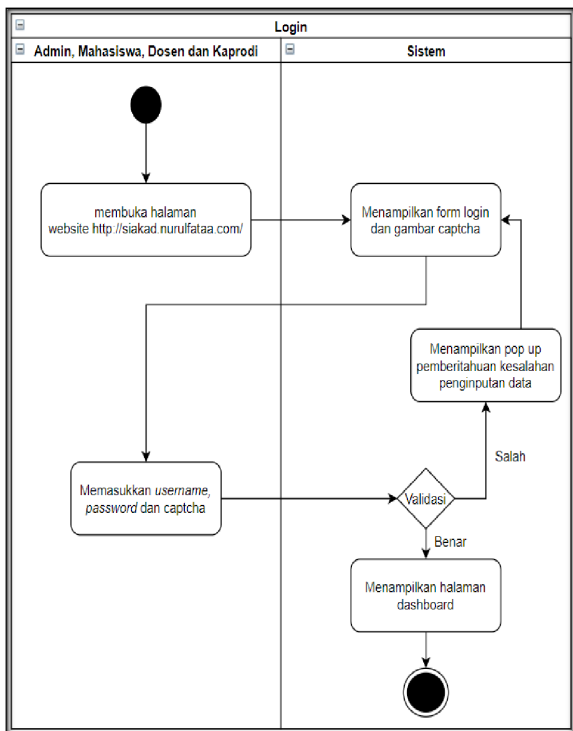 Login
Admin, Mahasiswa, Dosen dan Kaprodi
Sistem
membuka halaman
website http://siakad.nurulfataa.com/
Menampilkan form login
dan gambar captcha
Menampilkan pop up
pemberitahuan kesalahan
penginputan data
Salah
Memasukkan username,
password dan captcha
Validasi
Benar
Menampilkan halaman
dashboard